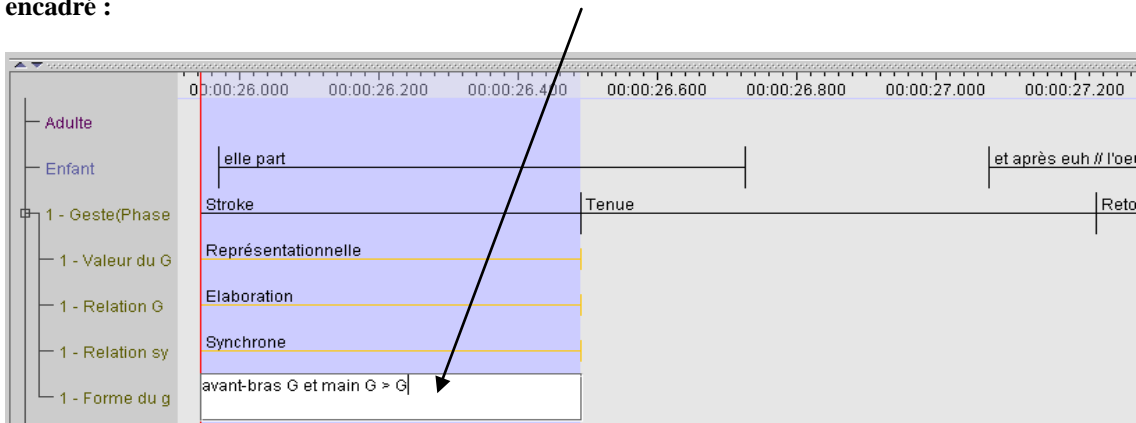 encadré :
00:00:26.000 00:00:26.200 00:00:26.400 00:00:26.600 00:00:26.800 00:00:27.000 00:00:27.200
Adulte
Enfant elle part et après euh // l'oeu
1 - Geste(Phase Stroke Tenue Reto
1 - Valeur du G Représentationnelle
1 - Relation G Elaboration
1 - Relation sy Synchrone
1 - Forme du g avant-bras G et main G > G